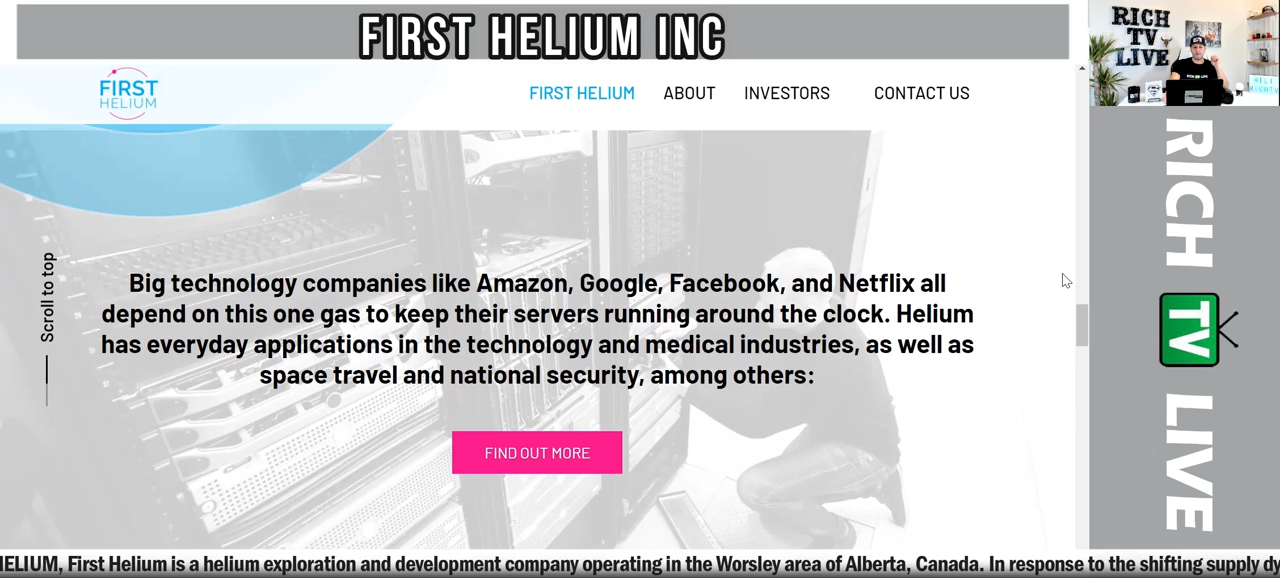 FIRST HELIUM INC
RICH
TV
LIVE
FIRST
HELIUM
FIRST HELIUM
ABOUT
INVESTORS
CONTACT US
Scroll to top
Big technology companies like Amazon, Google, Facebook, and Netflix all
depend on this one gas to keep their servers running around the clock. Helium
has everyday applications in the technology and medical industries, as well as
space travel and national security, among others:
FIND OUT MORE
RICH
TV
LIVE
HELIUM, First Helium is a helium exploration and development company operating in the Worsley area of Alberta, Canada. In response to the shifting supply dy